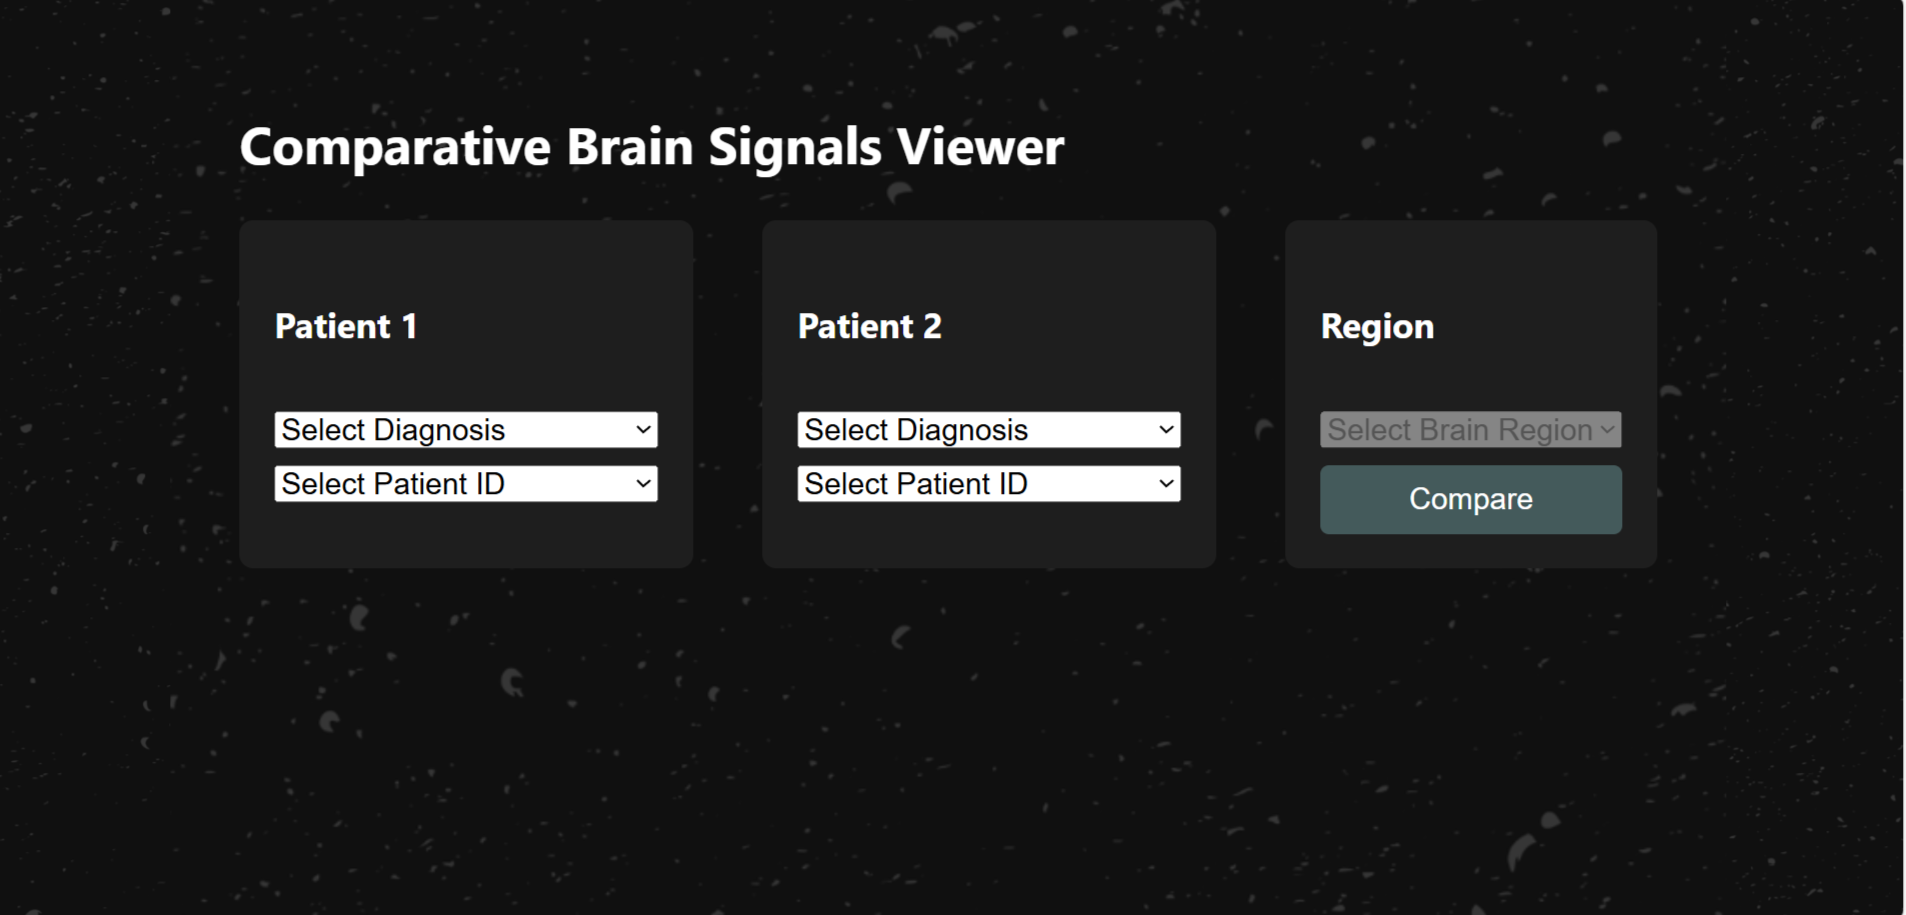 Comparative Brain Signals Viewer
Patient 1
Select Diagnosis
Select Patient ID
Patient 2
Select Diagnosis
Select Patient ID
Region
Select Brain Region
Compare